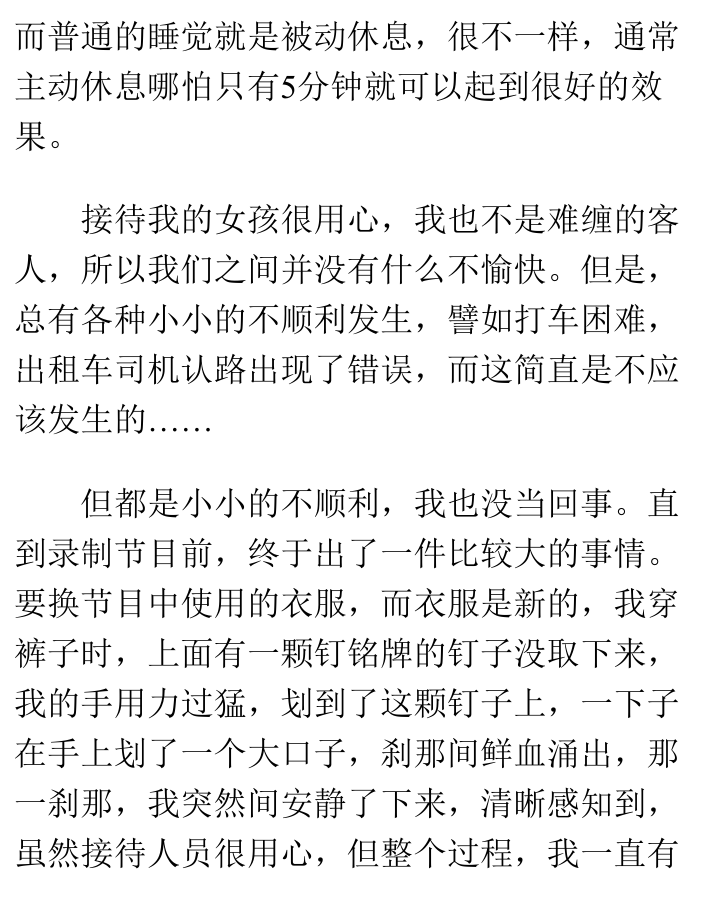 而普通的睡觉就是被动休息，很不一样，通常
主动休息哪怕只有5分钟就可以起到很好的效
果。
接待我的女孩很用心，我也不是难缠的客
人，所以我们之间并没有什么不愉快。但是，
总有各种小小的不顺利发生，譬如打车困难，
出租车司机认路出现了错误，而这简直是不应
该发生的……
但都是小小的不顺利，我也没当回事。直
到录制节目前，终于出了一件比较大的事情。
要换节目中使用的衣服，而衣服是新的，我穿
裤子时，上面有一颗钉铭牌的钉子没取下来，
我的手用力过猛，划到了这颗钉子上，一下子
在手上划了一个大口子，刹那间鲜血涌出，那
一刹那，我突然间安静了下来，清晰感知到，
虽然接待人员很用心，但整个过程，我一直有